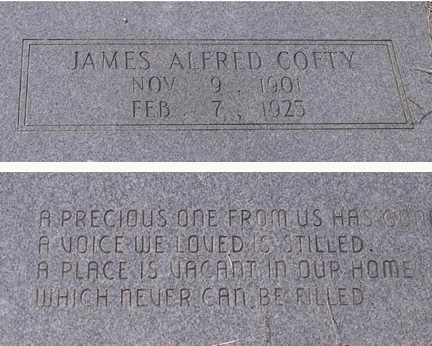 JAMES ALFRED COFTY
NOV. 9, 1901
FEB. 7, 1925
A PRECIOUS ONE FROM US HAS GONE
A VOICE WE LOVED IS STILLED.
A PLACE IS VACANT IN OUR HOME
WHICH NEVER CAN BE FILLED